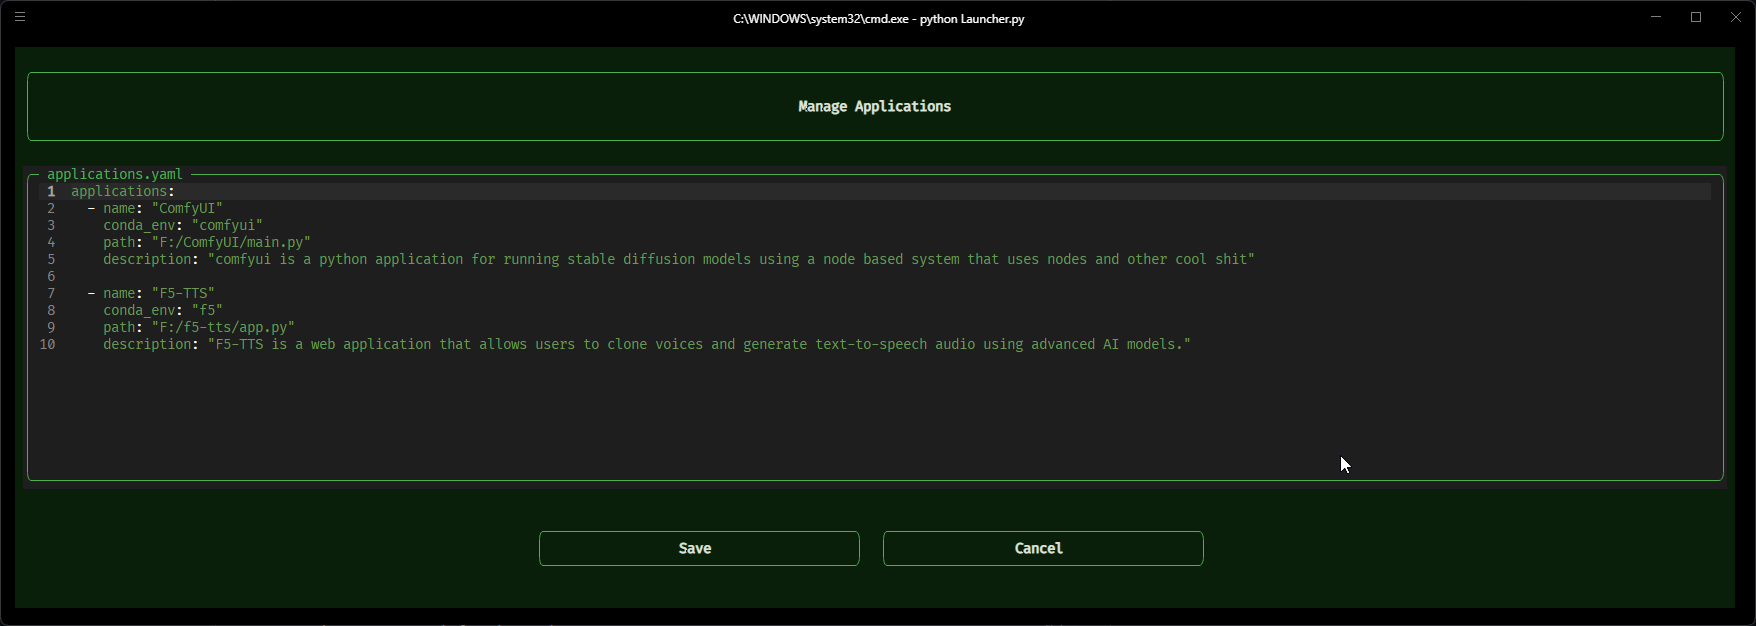 C:\WINDOWS\system32\cmd.exe - python Launcher.py
Manage Applications
applications.yaml
1 applications:
2   - name: "ComfyUI"
3     conda_env: "comfyui"
4     path: "F:/ComfyUI/main.py"
5     description: "comfyui is a python application for running stable diffusion models using a node based system that uses nodes and other cool shit"
6
7   - name: "F5-TTS"
8     conda_env: "f5"
9     path: "F:/f5-tts/app.py"
10     description: "F5-TTS is a web application that allows users to clone voices and generate text-to-speech audio using advanced AI models."
Save Cancel